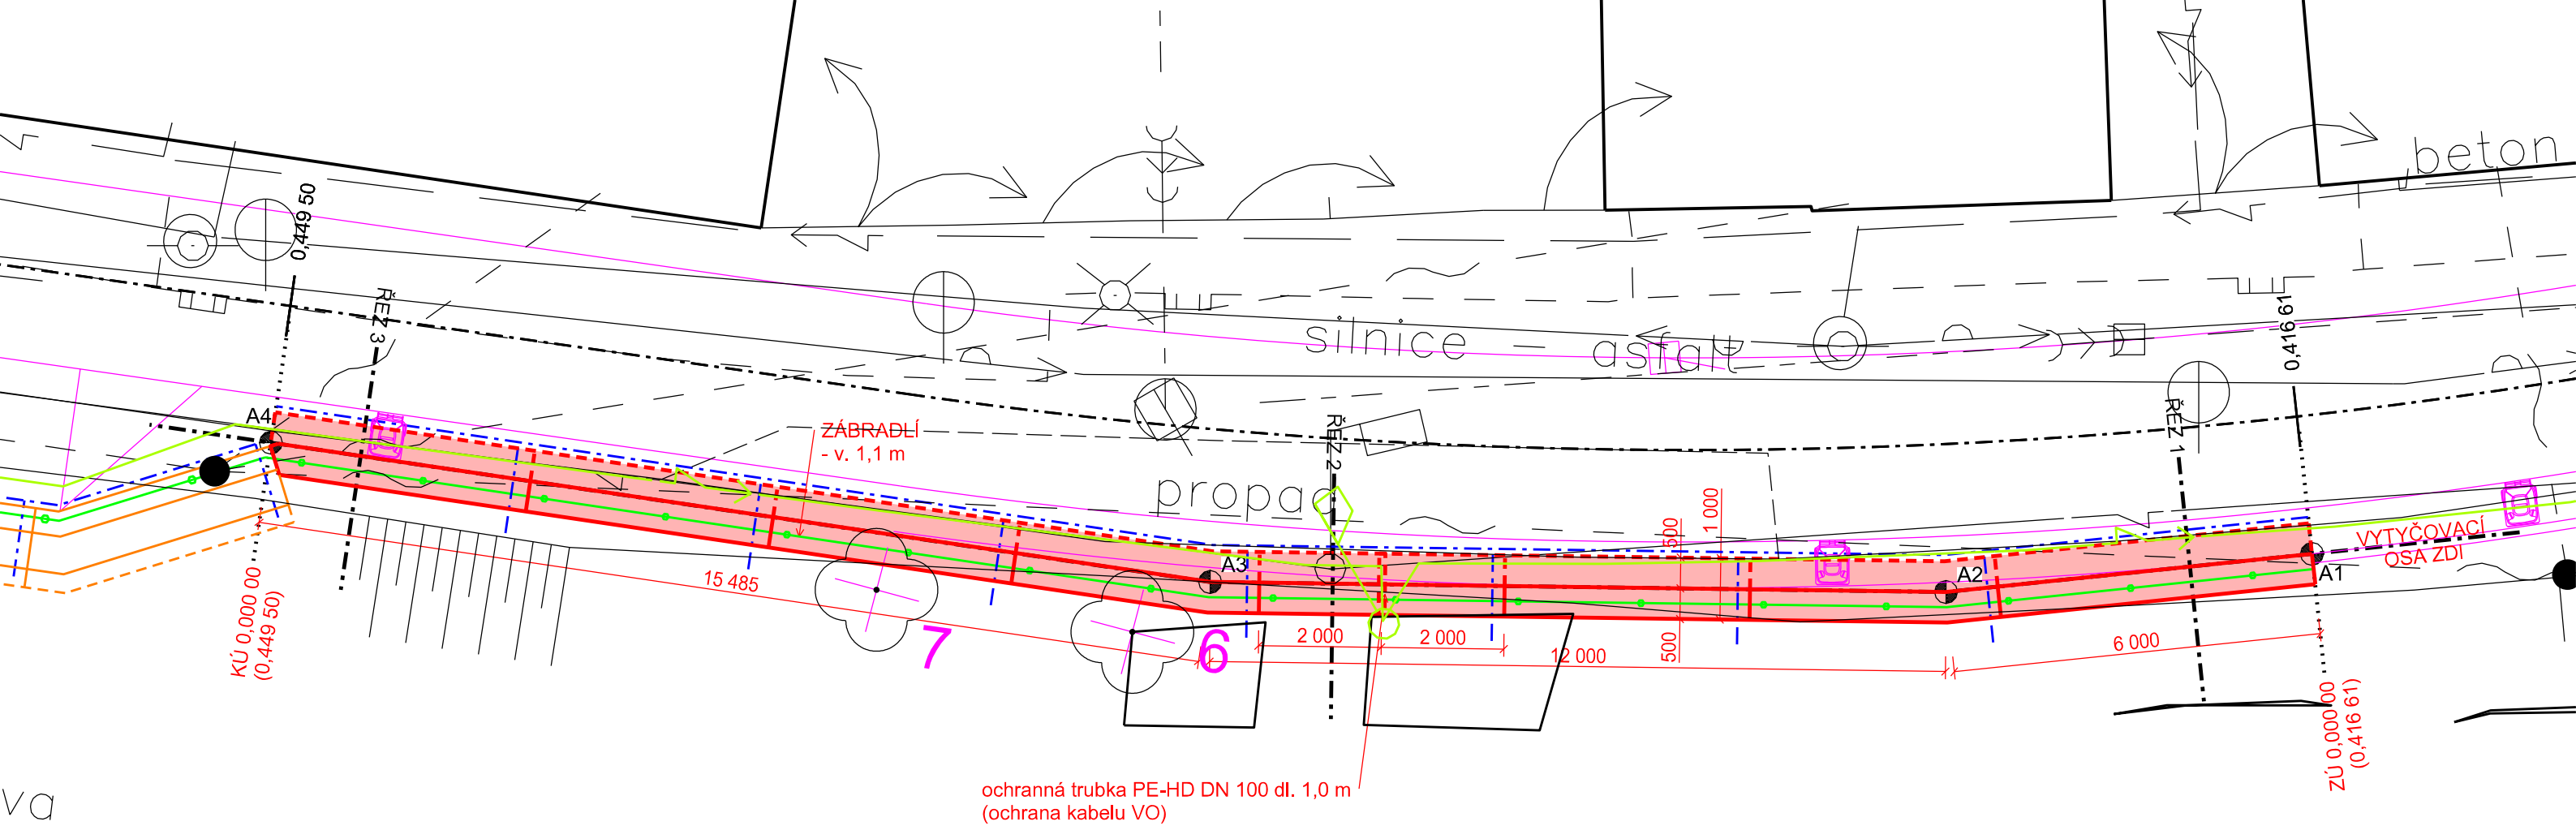 beton
0,449 50
ŘEZ 3
silnice
asfalt
0,416 61
A4
ZÁBRADLÍ
- v. 1,1 m
ŘEZ 2
ŘEZ 1
propad
1 000
500
VYTYČOVACÍ
OSA ZDI
A3
A2
A1
15 485
7
6
2 000
2 000
12 000
500
6 000
KÚ 0,000 00
(0,449 50)
ZÚ 0,000 00
(0,416 61)
ochranná trubka PE-HD DN 100 dl. 1,0 m
(ochrana kabelu VO)
va